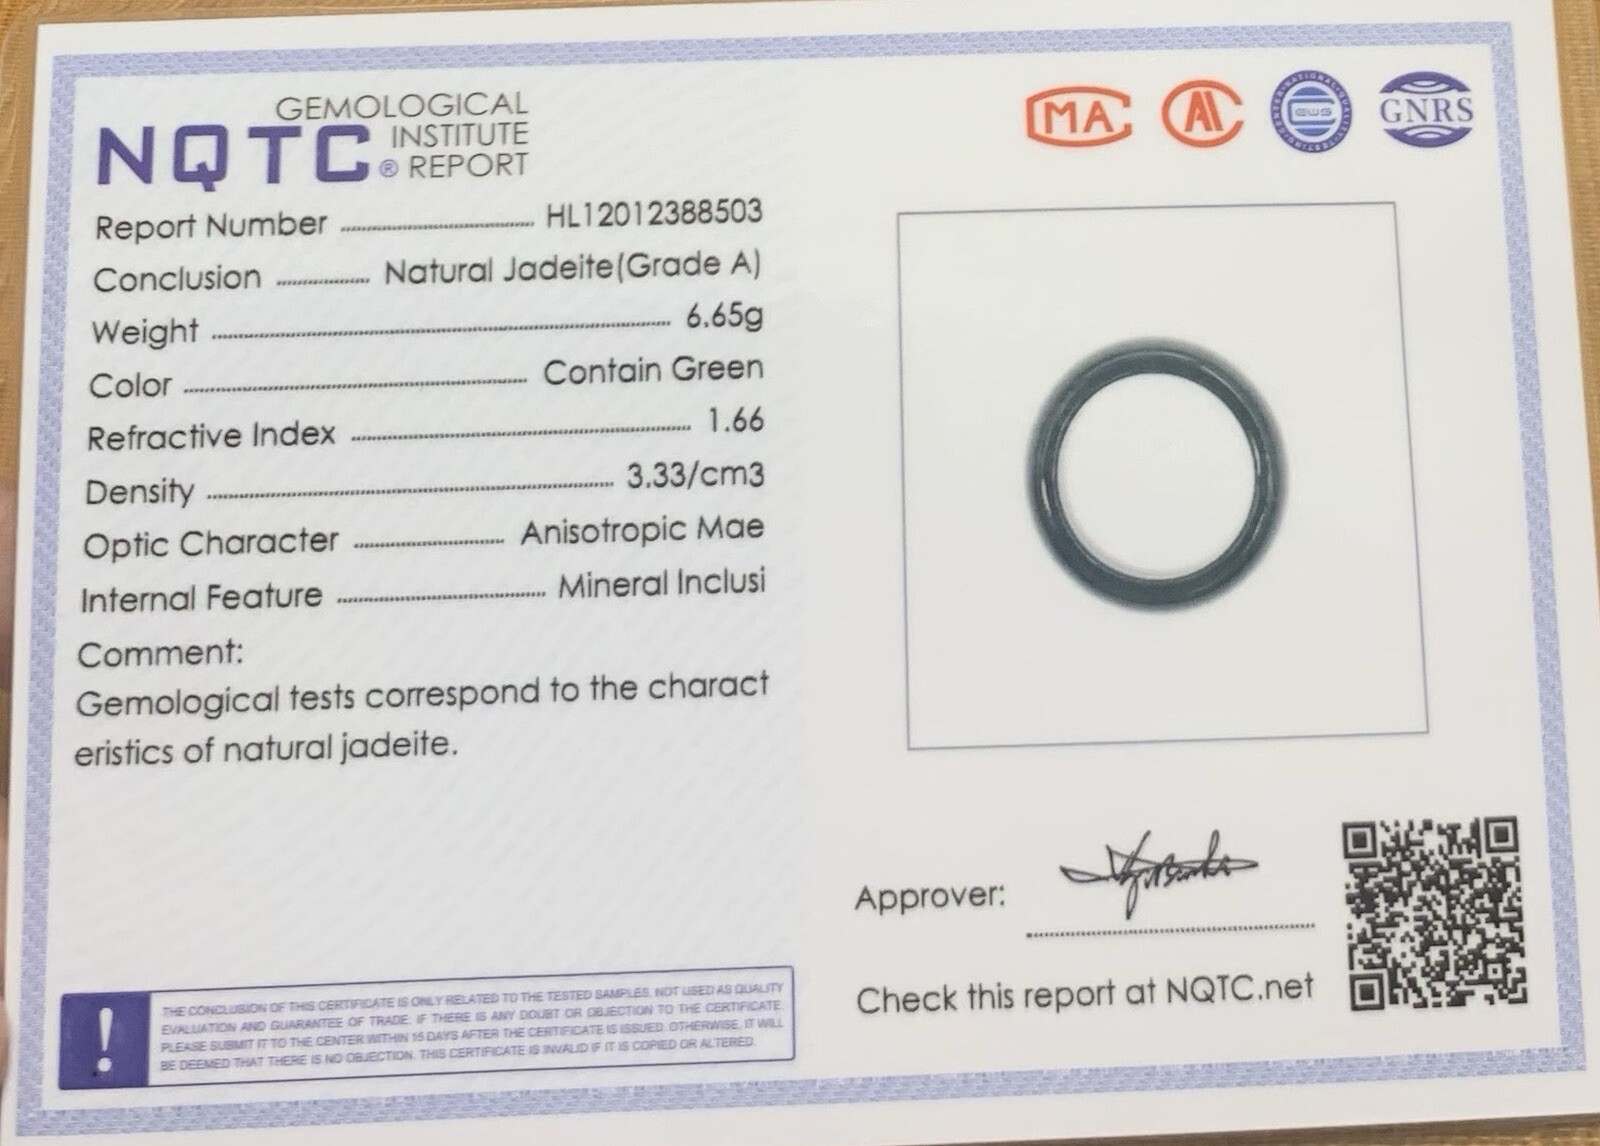 GEMOLOGICAL
NQTC® INSTITUTE
REPORT
MA
GNRS
Report Number HL12012388503
Conclusion Natural Jadeite(Grade A)
Weight 6.65g
Color Contain Green
Refractive Index 1.66
Density 3.33/cm3
Optic Character Anisotropic Mae
Internal Feature Mineral Inclusi
Comment:
Gemological tests correspond to the charact
eristics of natural jadeite.
Approver:
Check this report at NQTC.net
!
THE CONCLUSION OF THIS CERTIFICATE IS ONLY RELATED TO THE TESTED SAMPLES, NOT USED AS QUALITY
EVALUATION AND GUARANTEE OF TRADE. IF THERE IS ANY DOUBT OR OBJECTION TO THE CERTIFICATE.
PLEASE SUBMIT IT TO THE CENTER WITHIN 15 DAYS AFTER THE CERTIFICATE IS ISSUED. OTHERWISE, IT WILL
BE DEEMED THAT THERE IS NO OBJECTION. THIS CERTIFICATE IS INVALID IF IT IS COPIED OR ALTERED.